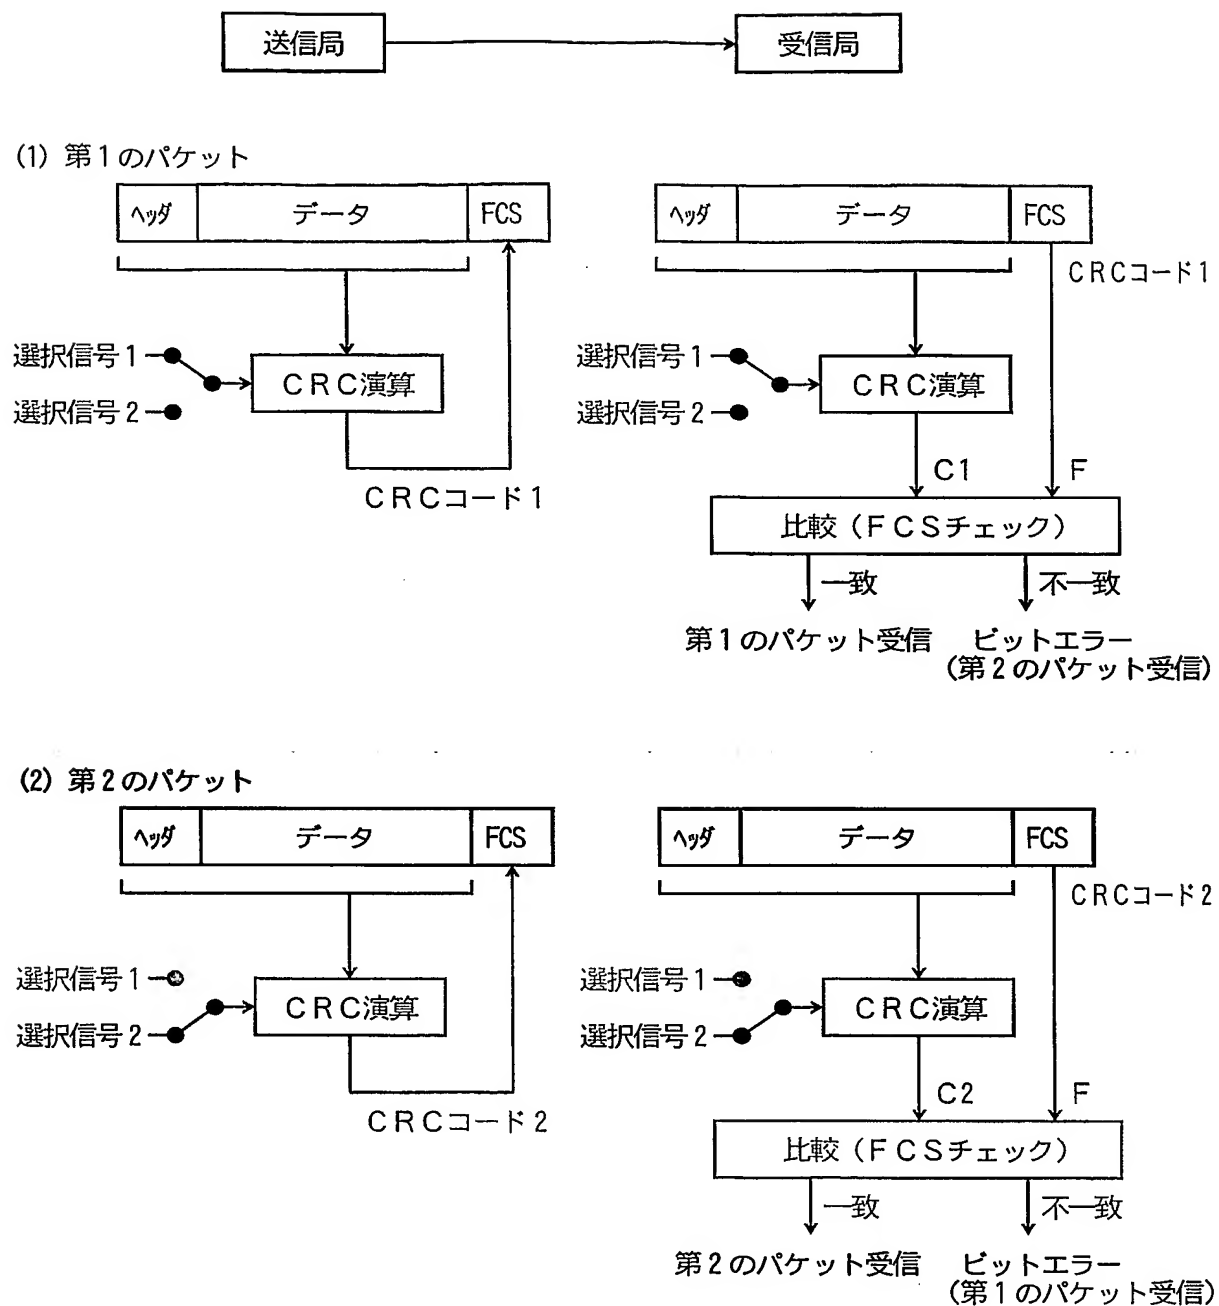 送信局
受信局
(1) 第1のパケット
ヘッダ
データ
FCS
ヘッダ
データ
FCS
CRCコード1
選択信号1
CRC演算
選択信号2
CRCコード1
選択信号1
CRC演算
選択信号2
C1
F
比較(FCSチェック)
一致
不一致
第1のパケット受信
ビットエラー
(第2のパケット受信)
(2) 第2のパケット
ヘッダ
データ
FCS
ヘッダ
データ
FCS
CRCコード2
選択信号1
CRC演算
選択信号2
CRCコード2
選択信号1
CRC演算
選択信号2
C2
F
比較(FCSチェック)
一致
不一致
第2のパケット受信
ビットエラー
(第1のパケット受信)